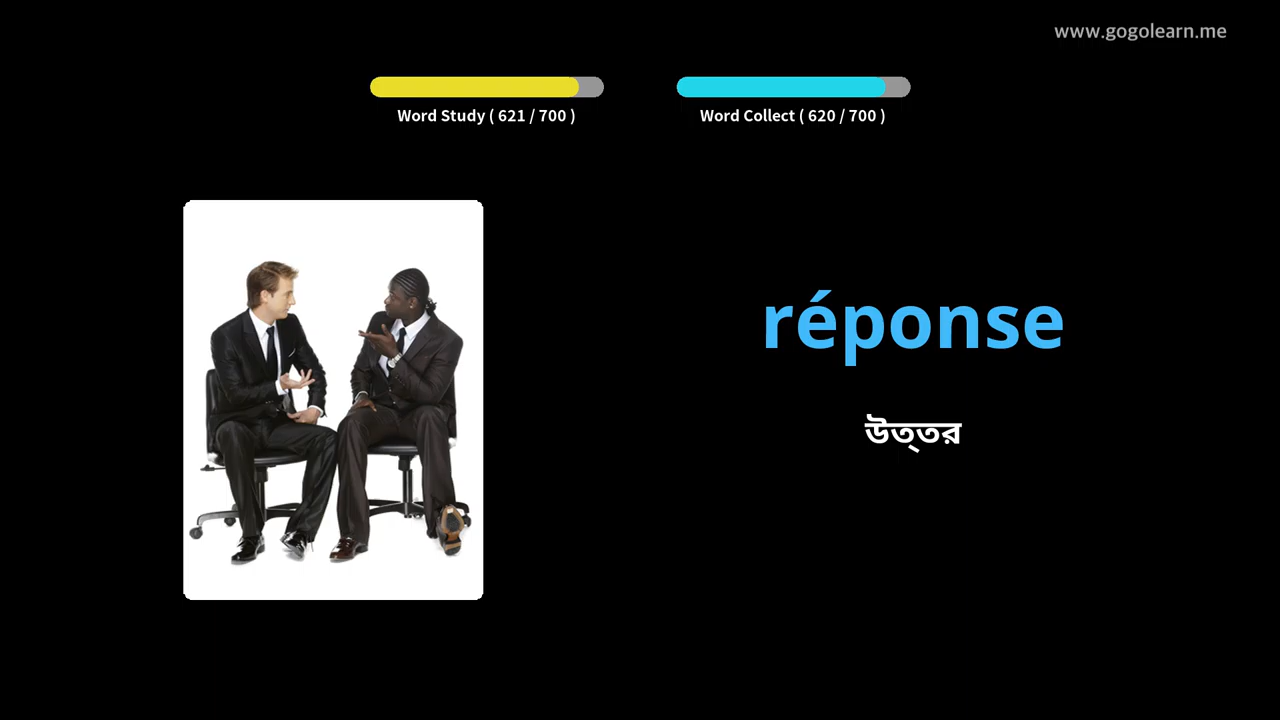 www.gogolearn.me
Word Study ( 621 / 700 )
Word Collect ( 620 / 700 )
réponse
উত্তর